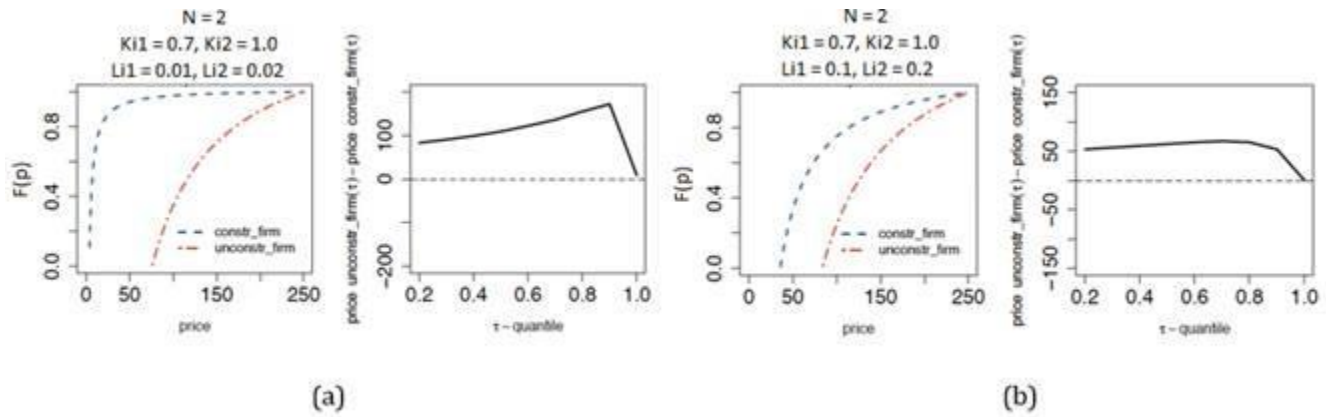 N = 2
Ki1 = 0.7, Ki2 = 1.0
Li1 = 0.01, Li2 = 0.02
F(p)
0.0 0.4 0.8
constr_firm
unconstr_firm
0 50 150 250
price
price unconstr_firm(τ) − price constr_firm(τ)
−200 0 100
0.2 0.4 0.6 0.8 1.0
τ − quantile
(a)
N = 2
Ki1 = 0.7, Ki2 = 1.0
Li1 = 0.1, Li2 = 0.2
F(p)
0.0 0.4 0.8
constr_firm
unconstr_firm
0 50 150 250
price
price unconstr_firm(τ) − price constr_firm(τ)
−150 −50 0 50 150
0.2 0.4 0.6 0.8 1.0
τ − quantile
(b)